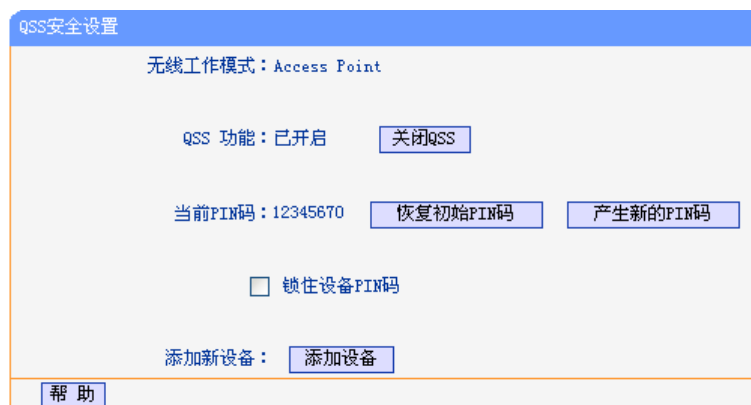 QSS安全设置
无线工作模式：Access Point
QSS 功能：已开启 关闭QSS
当前PIN码：12345670 恢复初始PIN码 产生新的PIN码
锁住设备PIN码
添加新设备： 添加设备
帮 助